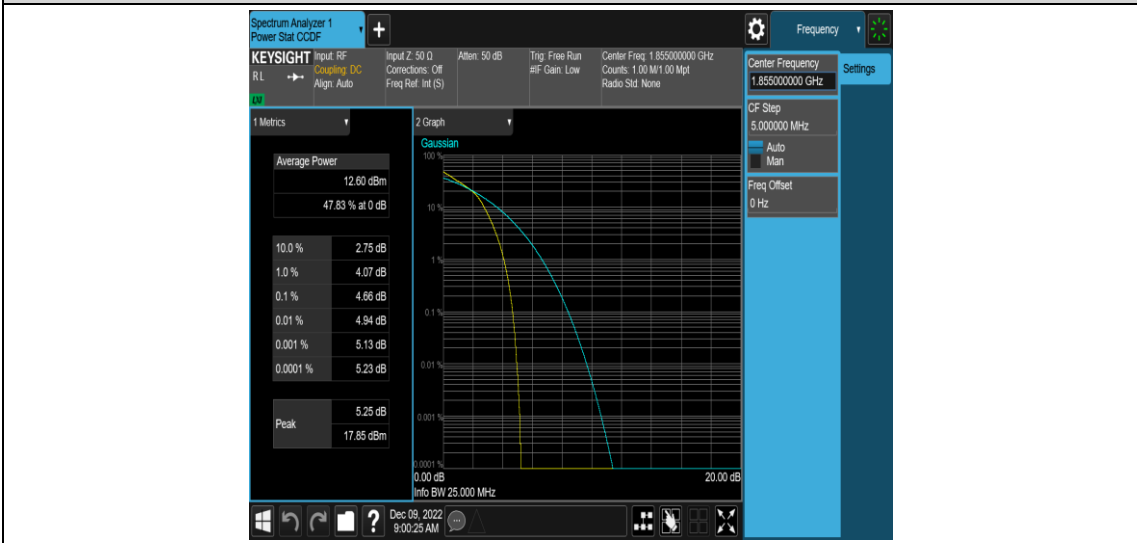 Spectrum Analyzer 1
Power Stat CCDF
+
Frequency
KEYSIGHT
Input: RF
Coupling: DC
Align: Auto
RL
LXI
Input Z: 50 Ω
Corrections: Off
Freq Ref: Int (S)
Atten: 50 dB
Trig: Free Run
#IF Gain: Low
Center Freq: 1.855000000 GHz
Counts: 1.00 M/1.00 Mpt
Radio Std: None
Center Frequency
1.855000000 GHz
Settings
CF Step
5.000000 MHz
Auto
Man
Freq Offset
0 Hz
1 Metrics
Average Power
12.60 dBm
47.83 % at 0 dB
10.0 % 2.75 dB
1.0 % 4.07 dB
0.1 % 4.66 dB
0.01 % 4.94 dB
0.001 % 5.13 dB
0.0001 % 5.23 dB
Peak
5.25 dB
17.85 dBm
2 Graph
Gaussian
100 %
10 %
1 %
0.1 %
0.01 %
0.001 %
0.0001 %
0.00 dB 20.00 dB
Info BW 25.000 MHz
?
Dec 09, 2022
9:00:25 AM